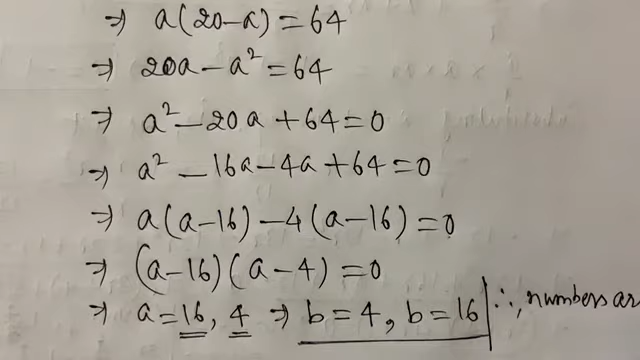 ⇒ a(20-a) = 64
⇒ 20a - a² = 64
⇒ a² - 20a + 64 = 0
⇒ a² - 16a - 4a + 64 = 0
⇒ a(a-16) - 4(a-16) = 0
⇒ (a-16)(a-4) = 0
⇒ a = 16, 4 ⇒ b = 4, b = 16 ∴, numbers ar